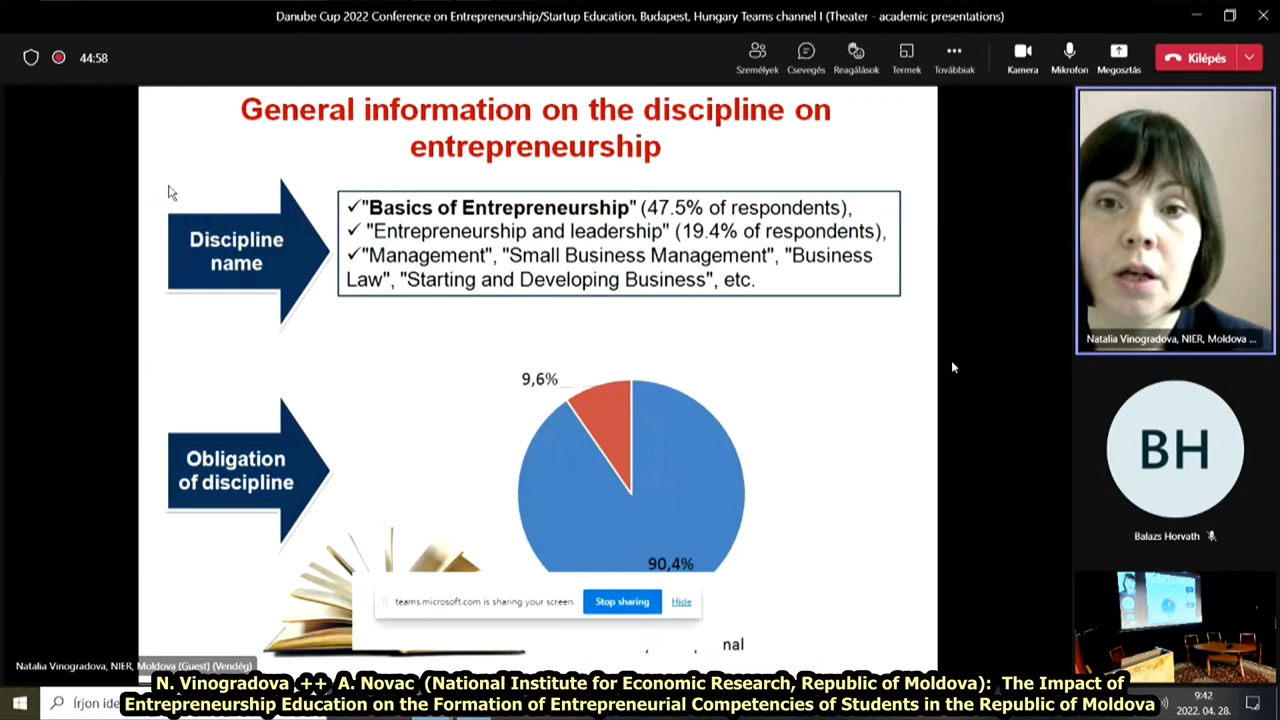 Danube Cup 2022 Conference on Entrepreneurship/Startup Education, Budapest, Hungary Teams channel I (Theater - academic presentations)
44:58
Személyek
Csevegés
Reagálások
Termek
Továbbiak
Kamera
Mikrofon
Megosztás
Kilépés
General information on the discipline on
entrepreneurship
Discipline
name
✓"Basics of Entrepreneurship" (47.5% of respondents),
✓ "Entrepreneurship and leadership" (19.4% of respondents),
✓"Management", "Small Business Management", "Business
Law", "Starting and Developing Business", etc.
Natalia Vinogradova, NIER, Moldova ...
9,6%
Obligation
of discipline
90,4%
BH
Balazs Horvath
teams.microsoft.com is sharing your screen.
Stop sharing
Hide
nal
Natalia Vinogradova, NIER, Moldova (Guest) (Vendég)
N. Vinogradova ++ A. Novac (National Institute for Economic Research, Republic of Moldova): The Impact of
Entrepreneurship Education on the Formation of Entrepreneurial Competencies of Students in the Republic of Moldova
Írjon ide
9:42
2022. 04. 28.